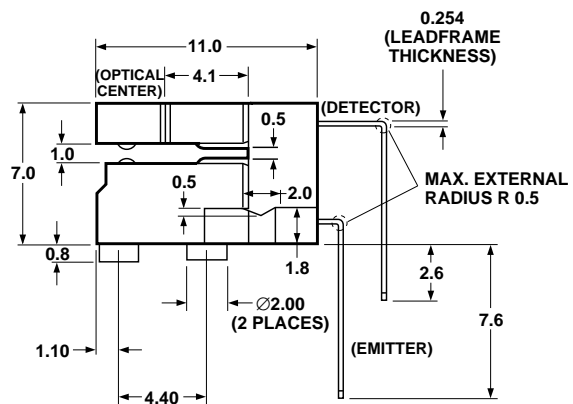 0.254
(LEADFRAME
THICKNESS)
11.0
(OPTICAL
CENTER)
4.1
(DETECTOR)
0.5
1.0
7.0
MAX. EXTERNAL
RADIUS R 0.5
0.5
2.0
0.8
1.8
2.6
Ø2.00
(2 PLACES)
7.6
1.10
(EMITTER)
4.40